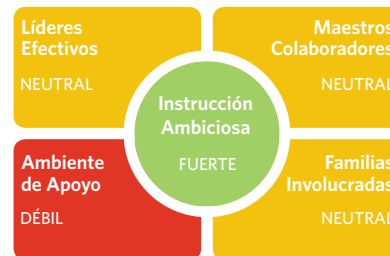 Líderes
Efectivos
NEUTRAL
Maestros
Colaboradores
NEUTRAL
Instrucción
Ambiciosa
FUERTE
Ambiente
de Apoyo
DÉBIL
Familias
Involucradas
NEUTRAL